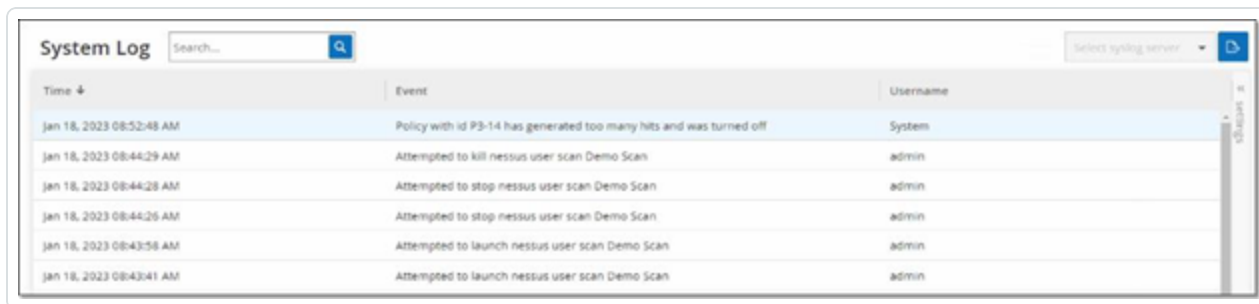 System Log Search... Select syslog server
Time Event Username
Jan 18, 2023 08:52:48 AM Policy with id P3-14 has generated too many hits and was turned off System
Jan 18, 2023 08:44:29 AM Attempted to kill nessus user scan Demo Scan admin
Jan 18, 2023 08:44:28 AM Attempted to stop nessus user scan Demo Scan admin
Jan 18, 2023 08:44:26 AM Attempted to stop nessus user scan Demo Scan admin
Jan 18, 2023 08:43:58 AM Attempted to launch nessus user scan Demo Scan admin
Jan 18, 2023 08:43:41 AM Attempted to launch nessus user scan Demo Scan admin
settings